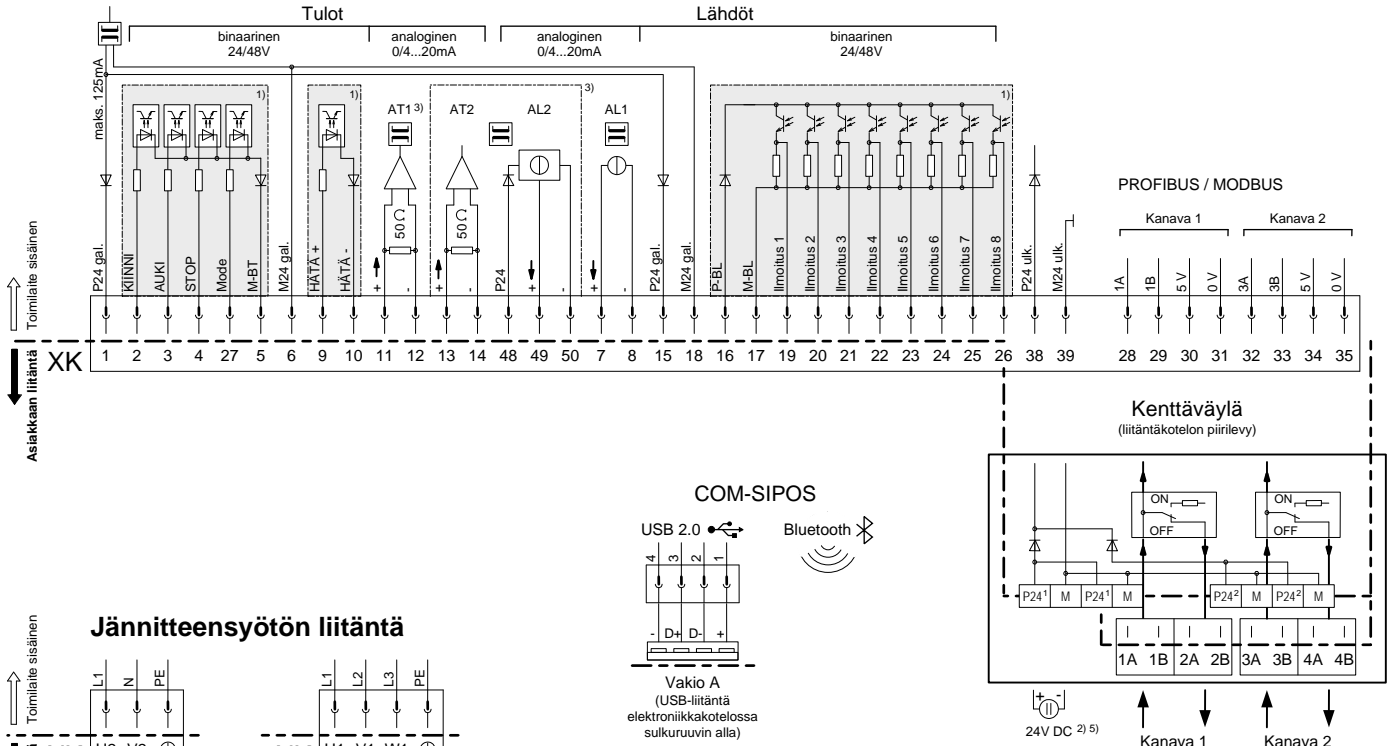 Tulot
Lähdöt
binaarinen
24/48V
analoginen
0/4...20mA
analoginen
0/4...20mA
binaarinen
24/48V
maks. 125mA
1)
1)
AT1 3)
AT2
3)
AL2
AL1
1)
50 Ω
50 Ω
PROFIBUS / MODBUS
Kanava 1
Kanava 2
Toimilaite sisäinen
P24 gal.
KIINNI
AUKI
STOP
Mode
M-BT
M24 gal.
HÄTÄ +
HÄTÄ -
+
-
+
-
P24
+
-
+
-
P24 gal.
M24 gal.
P-BL
M-BL
Ilmoitus 1
Ilmoitus 2
Ilmoitus 3
Ilmoitus 4
Ilmoitus 5
Ilmoitus 6
Ilmoitus 7
Ilmoitus 8
P24 ulk.
M24 ulk.
1A
1B
5 V
0 V
3A
3B
5 V
0 V
Asiakkaan liitäntä
XK
1 2 3 4 27 5 6 9 10 11 12 13 14 48 49 50 7 8 15 18 16 17 19 20 21 22 23 24 25 26 38 39 28 29 30 31 32 33 34 35
Kenttäväylä
(liitäntäkotelon piirilevy)
ON
OFF
ON
OFF
P24¹ M P24¹ M
P24² M P24² M
1A 1B 2A 2B 3A 3B 4A 4B
+ -
24V DC 2) 5)
Kanava 1
Kanava 2
COM-SIPOS
USB 2.0
Bluetooth
4 3 2 1
- D+ D- +
Vakio A
(USB-liitäntä
elektroniikkakotelossa
sulkuruuvin alla)
Jännitteensyötön liitäntä
Toimilaite sisäinen
L1 N PE
L1 L2 L3 PE